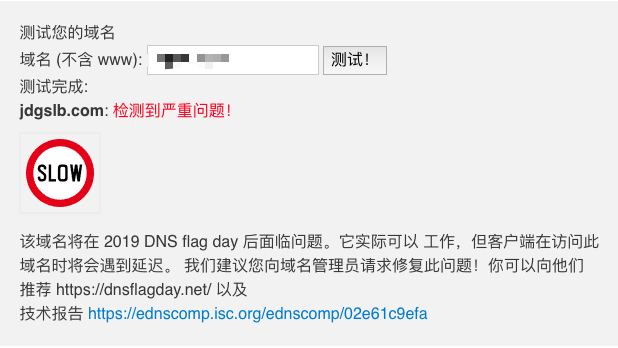 测试您的域名
域名 (不含 www): 测试！
测试完成:
jdgslb.com: 检测到严重问题！
SLOW
该域名将在 2019 DNS flag day 后面临问题。它实际可以 工作，但客户端在访问此
域名时将会遇到延迟。 我们建议您向域名管理员请求修复此问题！你可以向他们
推荐 https://dnsflagday.net/ 以及
技术报告 https://ednscomp.isc.org/ednscomp/02e61c9efa